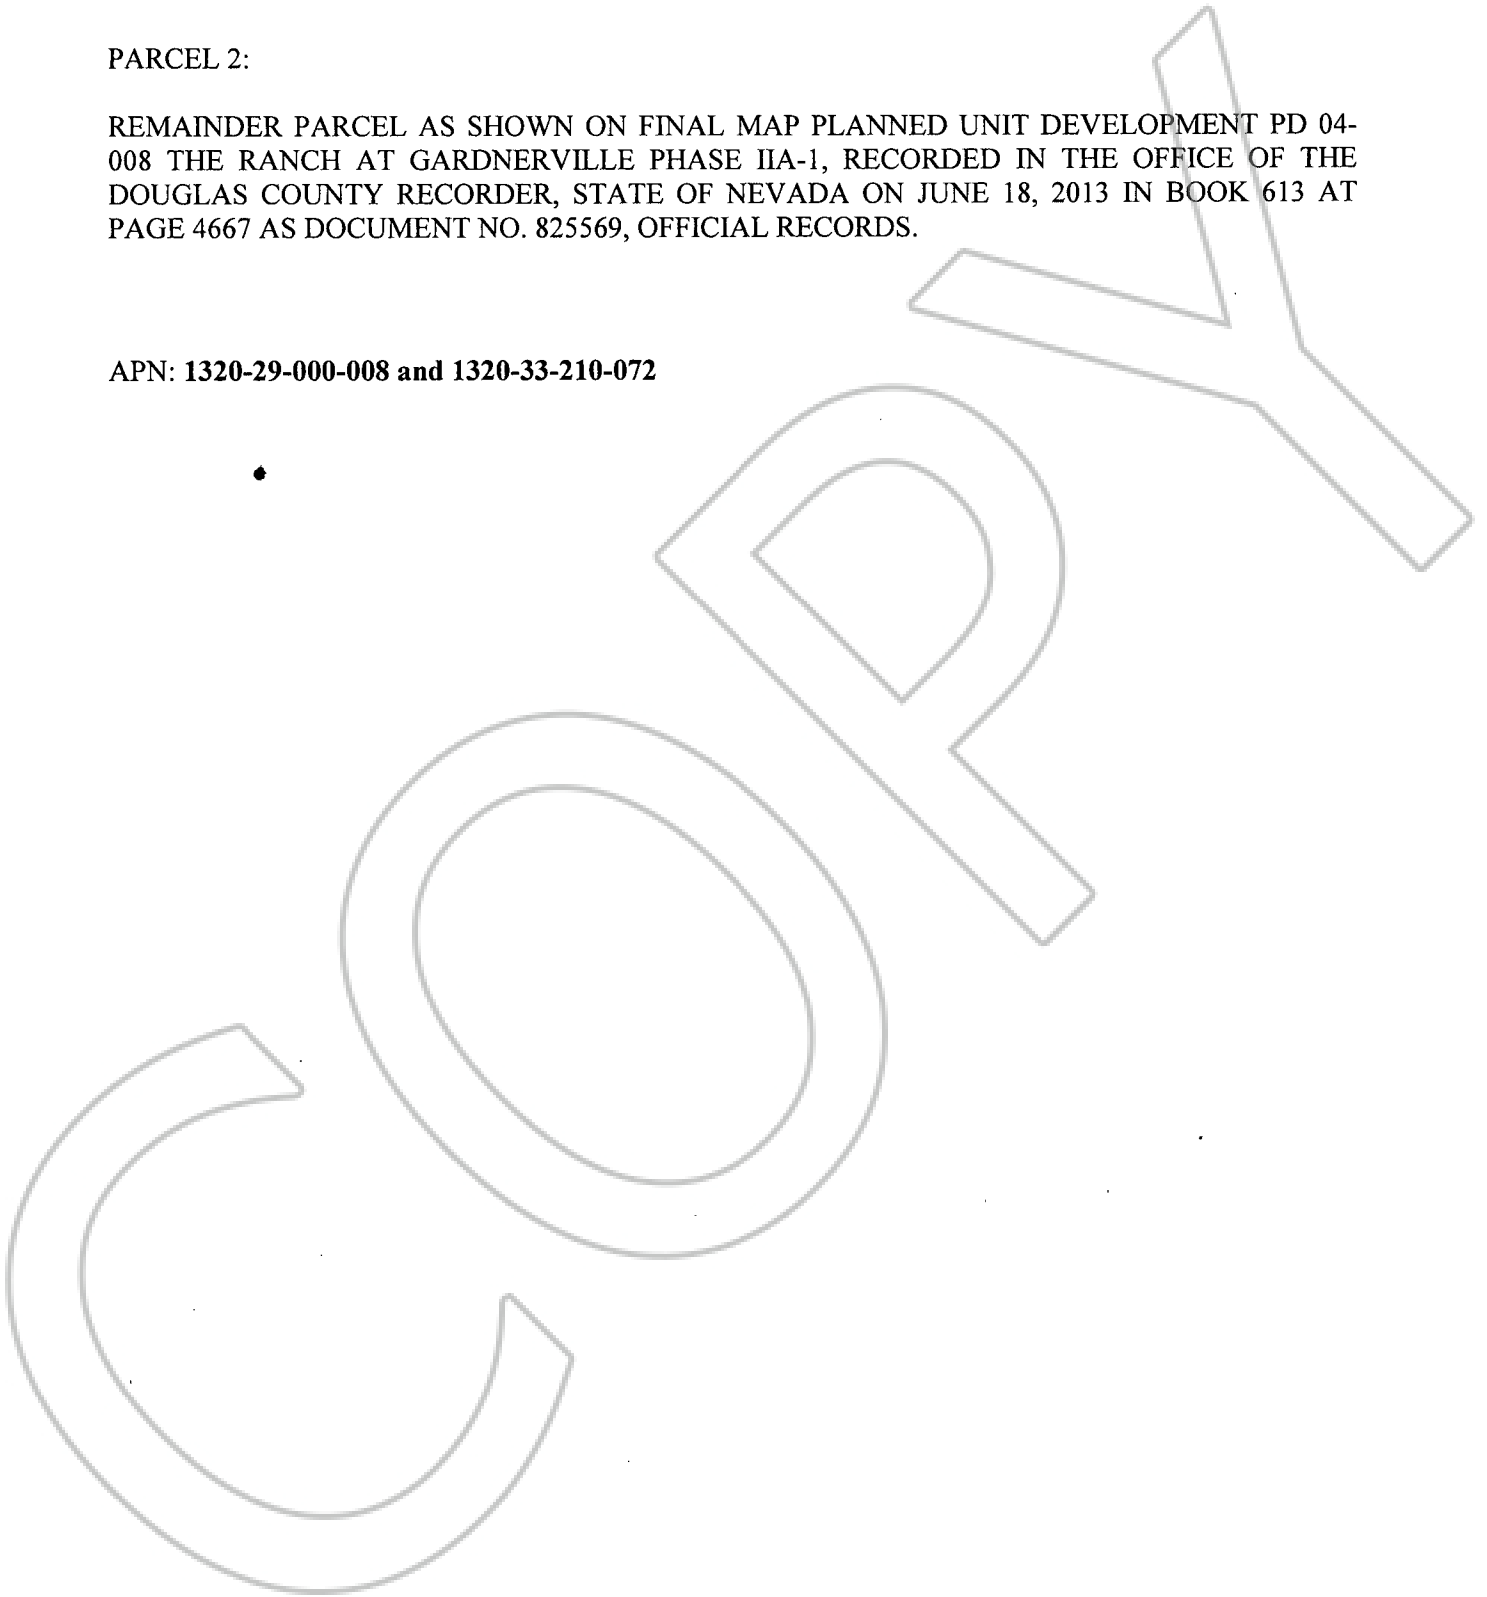 PARCEL 2:
REMAINDER PARCEL AS SHOWN ON FINAL MAP PLANNED UNIT DEVELOPMENT PD 04-
008 THE RANCH AT GARDNERVILLE PHASE IIA-1, RECORDED IN THE OFFICE OF THE
DOUGLAS COUNTY RECORDER, STATE OF NEVADA ON JUNE 18, 2013 IN BOOK 613 AT
PAGE 4667 AS DOCUMENT NO. 825569, OFFICIAL RECORDS.
APN: 1320-29-000-008 and 1320-33-210-072
COPY